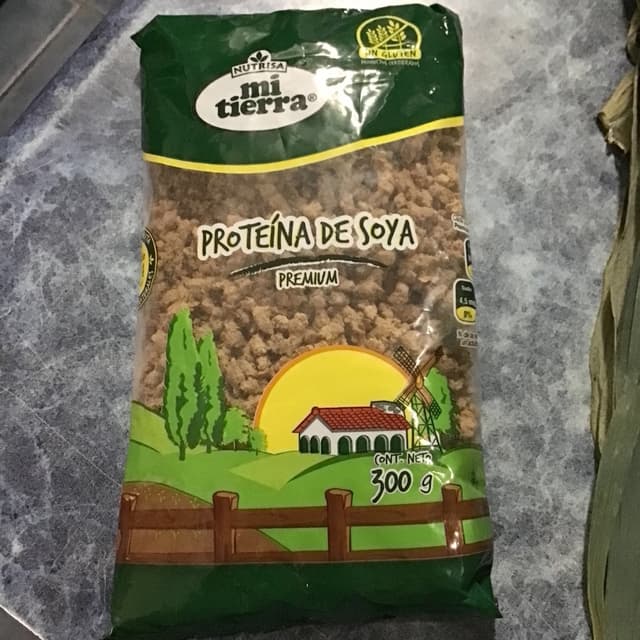 NUTRISA
mi
tierra®
SIN GLUTEN
PROTEÍNA DE SOYA
PREMIUM
CONT. NETO
300 g